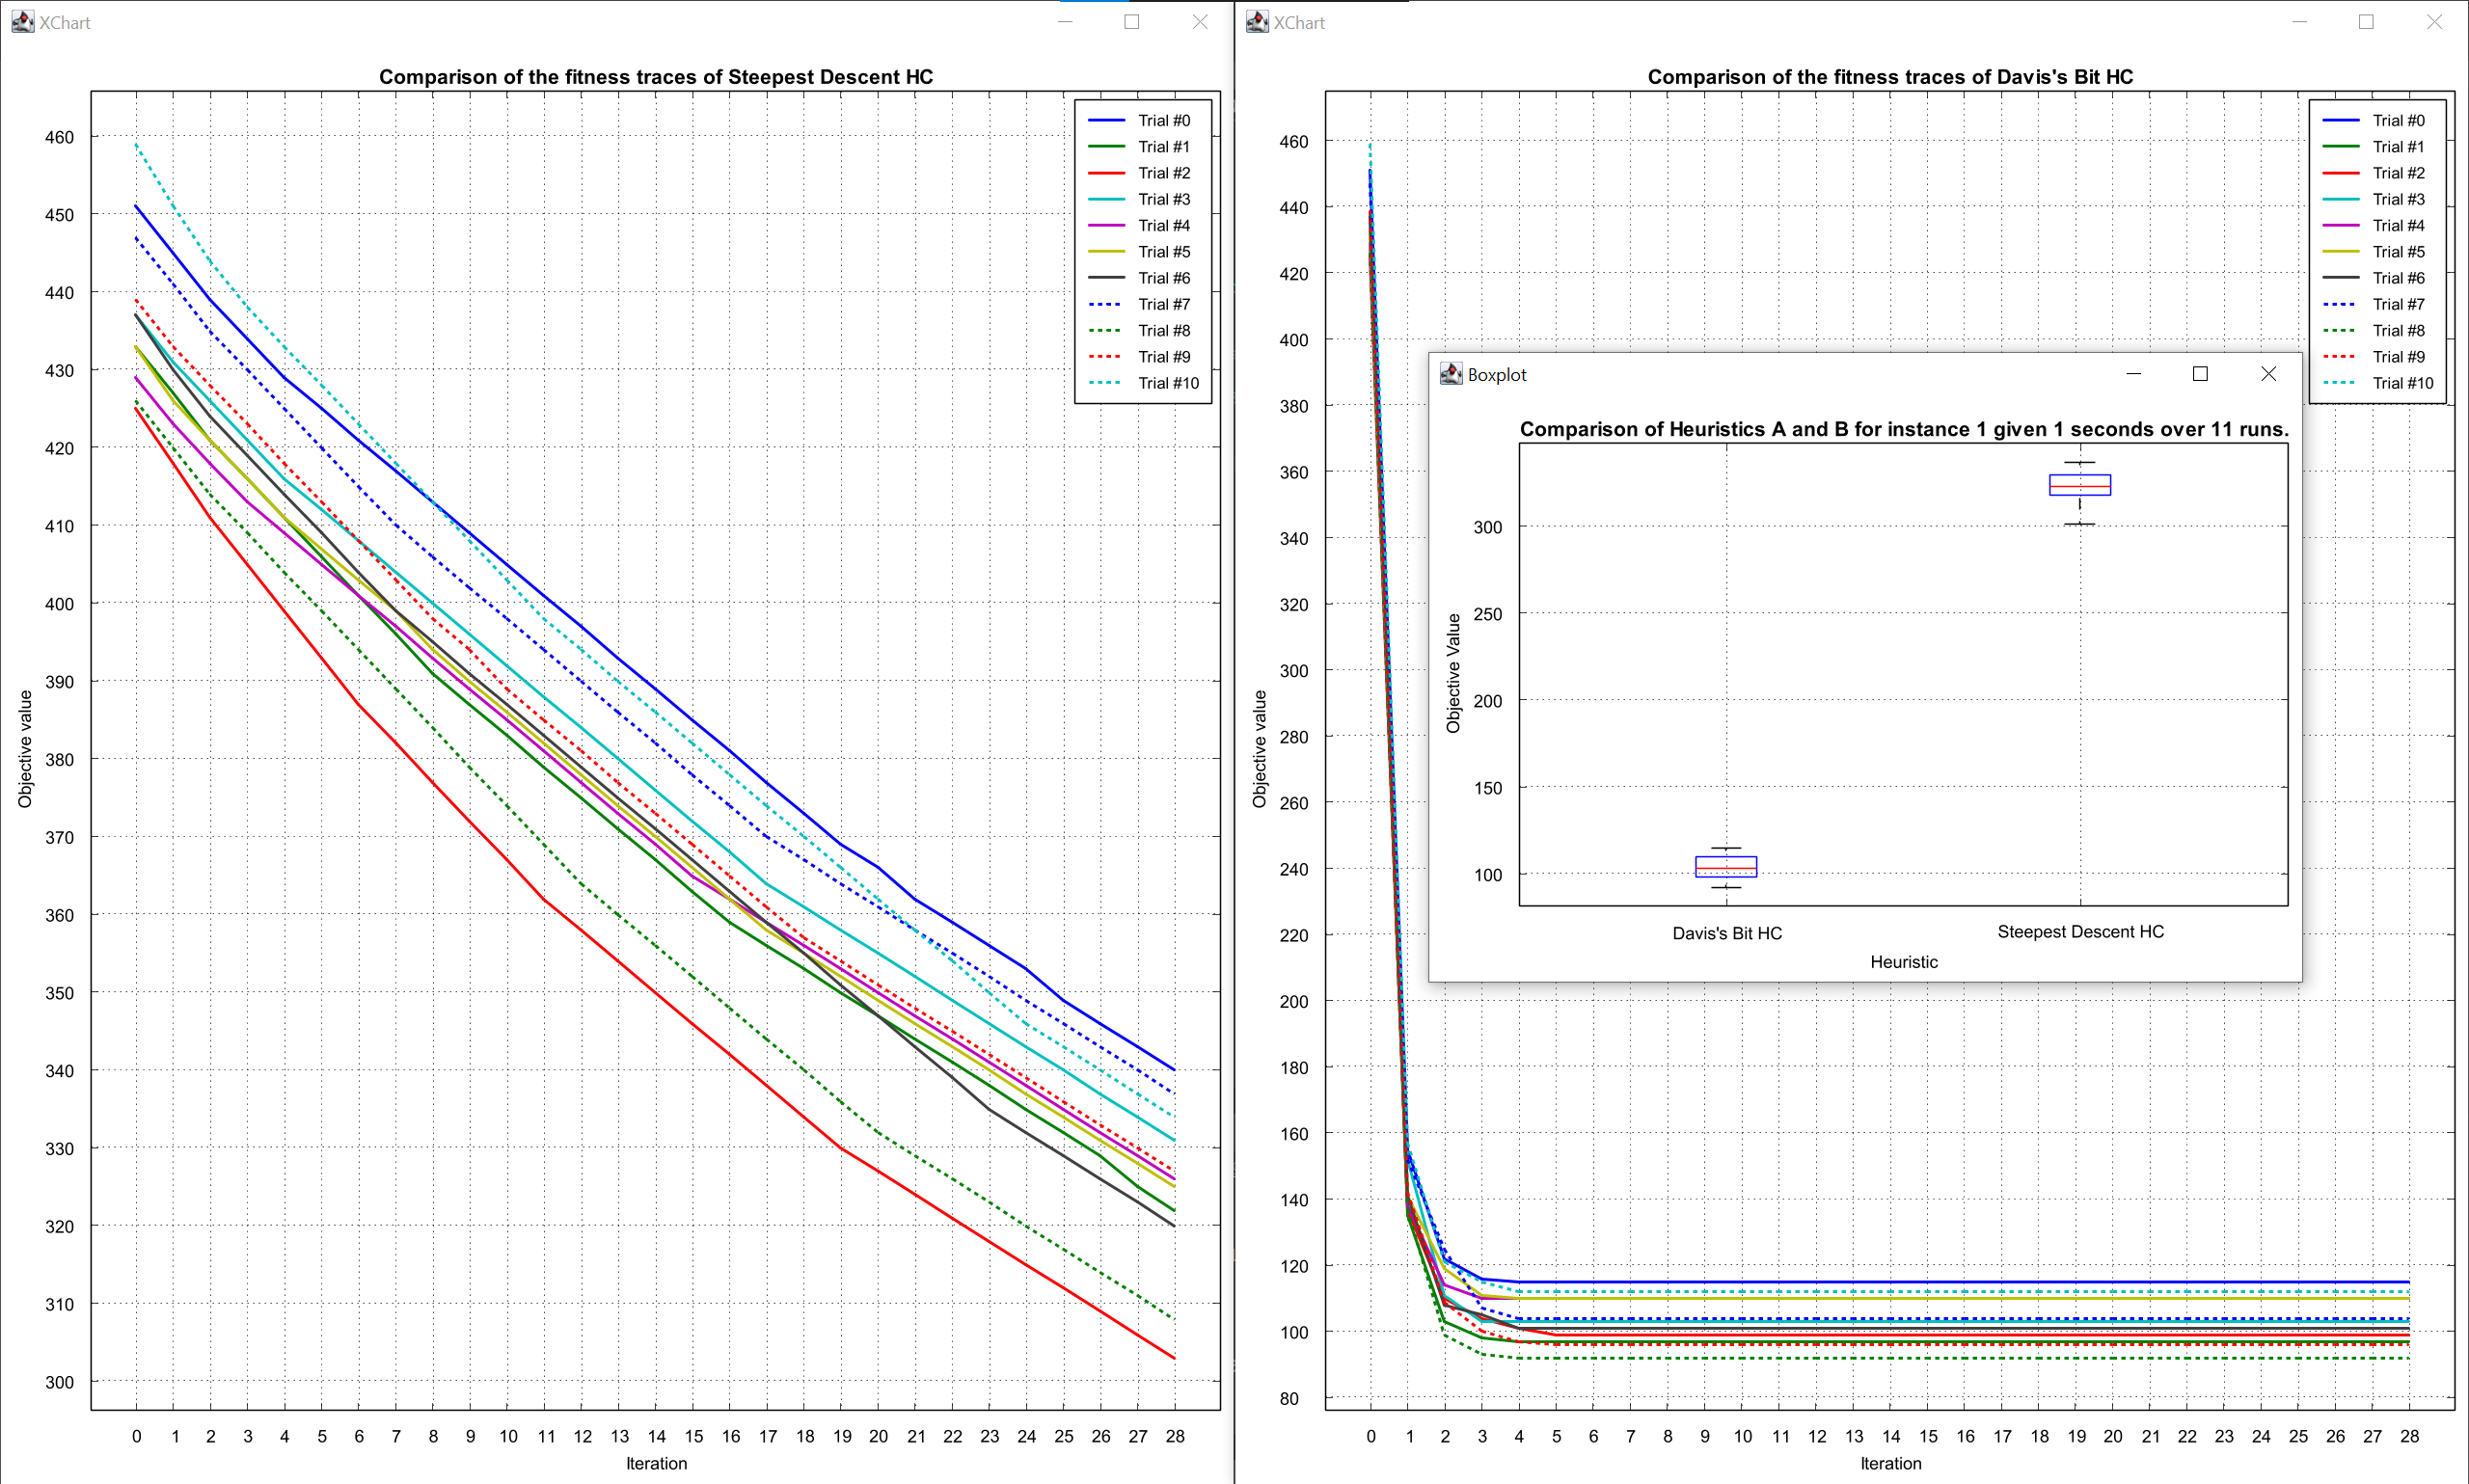 XChart
Comparison of the fitness traces of Steepest Descent HC
460
450
440
430
420
410
400
390
380
370
360
350
340
330
320
310
300
Objective value
0 1 2 3 4 5 6 7 8 9 10 11 12 13 14 15 16 17 18 19 20 21 22 23 24 25 26 27 28
Iteration
Trial #0
Trial #1
Trial #2
Trial #3
Trial #4
Trial #5
Trial #6
Trial #7
Trial #8
Trial #9
Trial #10
XChart
Comparison of the fitness traces of Davis's Bit HC
460
440
420
400
380
360
340
320
300
280
260
240
220
200
180
160
140
120
100
80
Objective value
0 1 2 3 4 5 6 7 8 9 10 11 12 13 14 15 16 17 18 19 20 21 22 23 24 25 26 27 28
Iteration
Trial #0
Trial #1
Trial #2
Trial #3
Trial #4
Trial #5
Trial #6
Trial #7
Trial #8
Trial #9
Trial #10
Boxplot
Comparison of Heuristics A and B for instance 1 given 1 seconds over 11 runs.
300
250
200
150
100
Objective Value
Davis's Bit HC
Steepest Descent HC
Heuristic